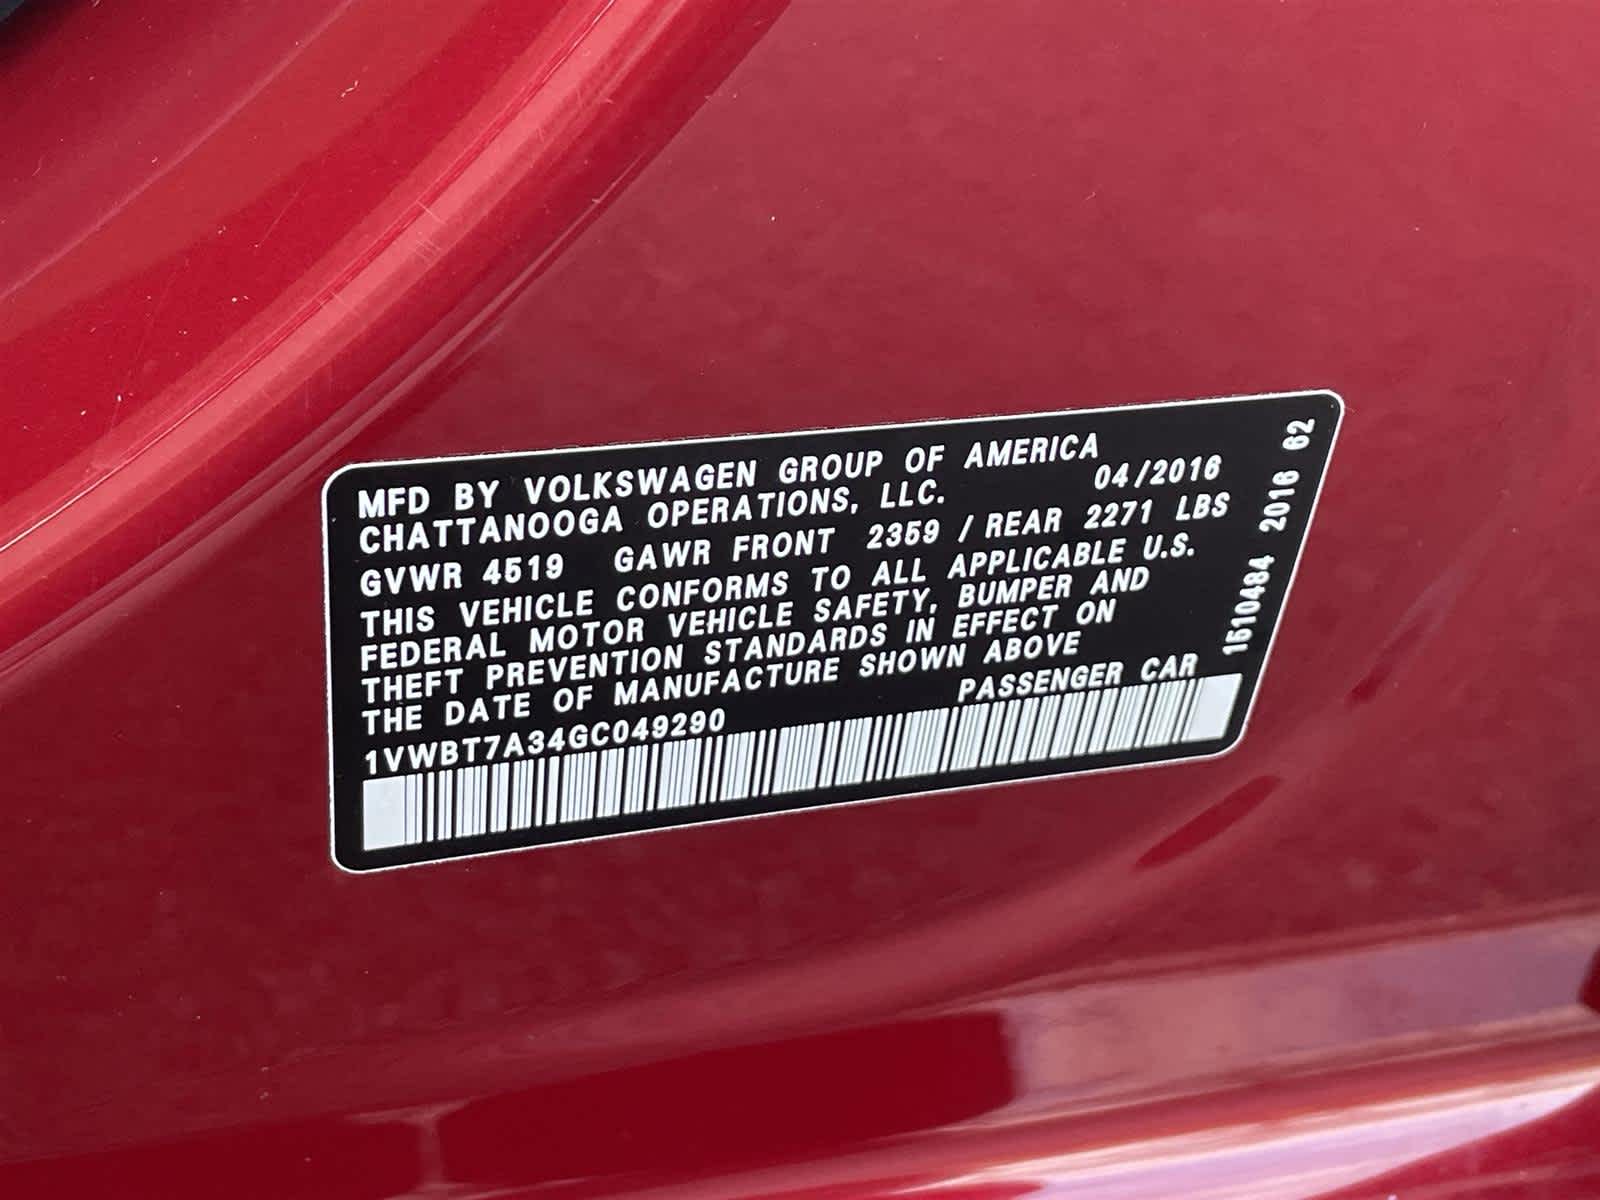 MFD BY VOLKSWAGEN GROUP OF AMERICA
CHATTANOOGA OPERATIONS, LLC. 04/2016
GVWR 4519 GAWR FRONT 2359 / REAR 2271 LBS
THIS VEHICLE CONFORMS TO ALL APPLICABLE U.S.
FEDERAL MOTOR VEHICLE SAFETY, BUMPER AND
THEFT PREVENTION STANDARDS IN EFFECT ON
THE DATE OF MANUFACTURE SHOWN ABOVE
1VWBT7A34GC049290 PASSENGER CAR
1610484 2016 62